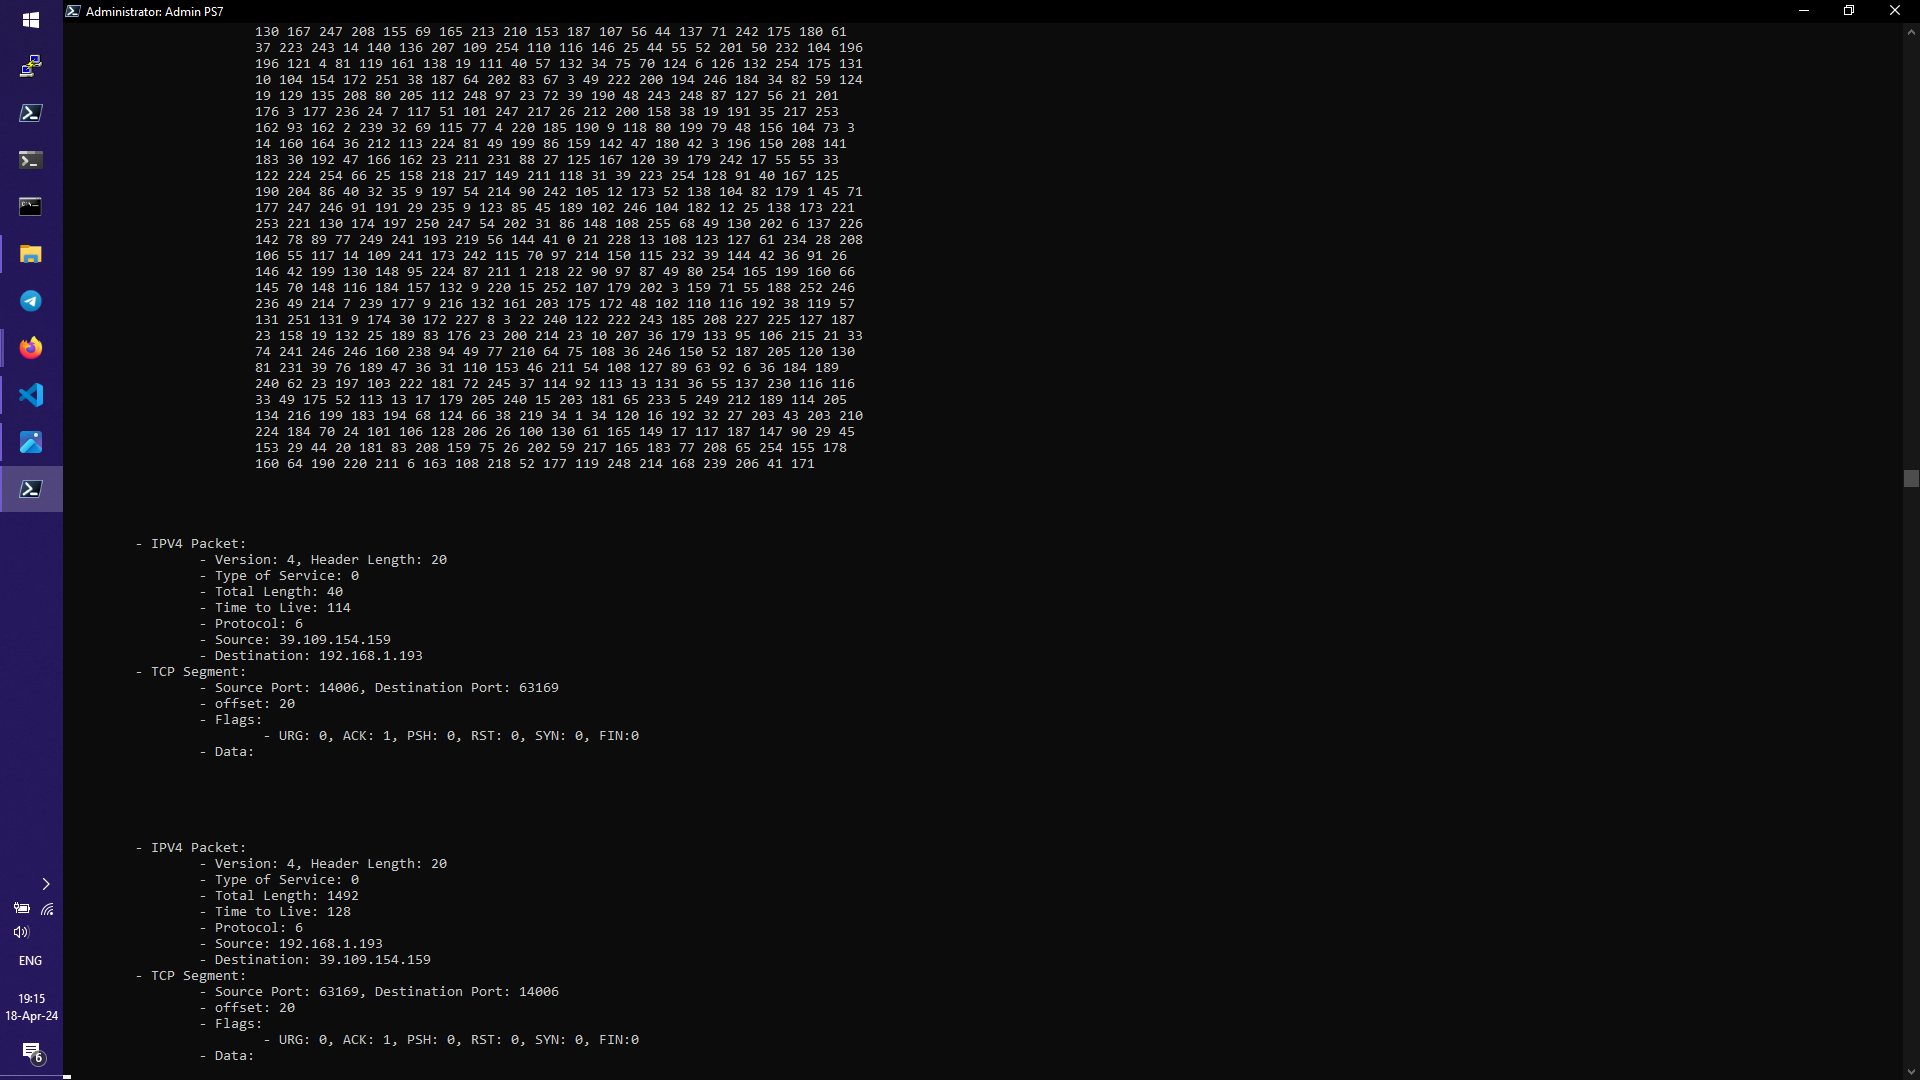 Administrator: Admin PS7
130 167 247 208 155 69 165 213 210 153 187 107 56 44 137 71 242 175 180 61
37 223 243 14 140 136 207 109 254 110 116 146 25 44 55 52 201 50 232 104 196
196 121 4 81 119 161 138 19 111 40 57 132 34 75 70 124 6 126 132 254 175 131
10 104 154 172 251 38 187 64 202 83 67 3 49 222 200 194 246 184 34 82 59 124
19 129 135 208 80 205 112 248 97 23 72 39 190 48 243 248 87 127 56 21 201
176 3 177 236 24 7 117 51 101 247 217 26 212 200 158 38 19 191 35 217 253
162 93 162 2 239 32 69 115 77 4 220 185 190 9 118 80 199 79 48 156 104 73 3
14 160 164 36 212 113 224 81 49 199 86 159 142 47 180 42 3 196 150 208 141
183 30 192 47 166 162 23 211 231 88 27 125 167 120 39 179 242 17 55 55 33
122 224 254 66 25 158 218 217 149 211 118 31 39 223 254 128 91 40 167 125
190 204 86 40 32 35 9 197 54 214 90 242 105 12 173 52 138 104 82 179 1 45 71
177 247 246 91 191 29 235 9 123 85 45 189 102 246 104 182 12 25 138 173 221
253 221 130 174 197 250 247 54 202 31 86 148 108 255 68 49 130 202 6 137 226
142 78 89 77 249 241 193 219 56 144 41 0 21 228 13 108 123 127 61 234 28 208
106 55 117 14 109 241 173 242 115 70 97 214 150 115 232 39 144 42 36 91 26
146 42 199 130 148 95 224 87 211 1 218 22 90 97 87 49 80 254 165 199 160 66
145 70 148 116 184 157 132 9 220 15 252 107 179 202 3 159 71 55 188 252 246
236 49 214 7 239 177 9 216 132 161 203 175 172 48 102 110 116 192 38 119 57
131 251 131 9 174 30 172 227 8 3 22 240 122 222 243 185 208 227 225 127 187
23 158 19 132 25 189 83 176 23 200 214 23 10 207 36 179 133 95 106 215 21 33
74 241 246 246 160 238 94 49 77 210 64 75 108 36 246 150 52 187 205 120 130
81 231 39 76 189 47 36 31 110 153 46 211 54 108 127 89 63 92 6 36 184 189
240 62 23 197 103 222 181 72 245 37 114 92 113 13 131 36 55 137 230 116 116
33 49 175 52 113 13 17 179 205 240 15 203 181 65 233 5 249 212 189 114 205
134 216 199 183 194 68 124 66 38 219 34 1 34 120 16 192 32 27 203 43 203 210
224 184 70 24 101 106 128 206 26 100 130 61 165 149 17 117 187 147 90 29 45
153 29 44 20 181 83 208 159 75 26 202 59 217 165 183 77 208 65 254 155 178
160 64 190 220 211 6 163 108 218 52 177 119 248 214 168 239 206 41 171
- IPV4 Packet:
- Version: 4, Header Length: 20
- Type of Service: 0
- Total Length: 40
- Time to Live: 114
- Protocol: 6
- Source: 39.109.154.159
- Destination: 192.168.1.193
- TCP Segment:
- Source Port: 14006, Destination Port: 63169
- offset: 20
- Flags:
- URG: 0, ACK: 1, PSH: 0, RST: 0, SYN: 0, FIN:0
- Data:
- IPV4 Packet:
- Version: 4, Header Length: 20
- Type of Service: 0
- Total Length: 1492
- Time to Live: 128
- Protocol: 6
- Source: 192.168.1.193
- Destination: 39.109.154.159
- TCP Segment:
- Source Port: 63169, Destination Port: 14006
- offset: 20
- Flags:
- URG: 0, ACK: 1, PSH: 0, RST: 0, SYN: 0, FIN:0
- Data:
ENG
19:15
18-Apr-24
6